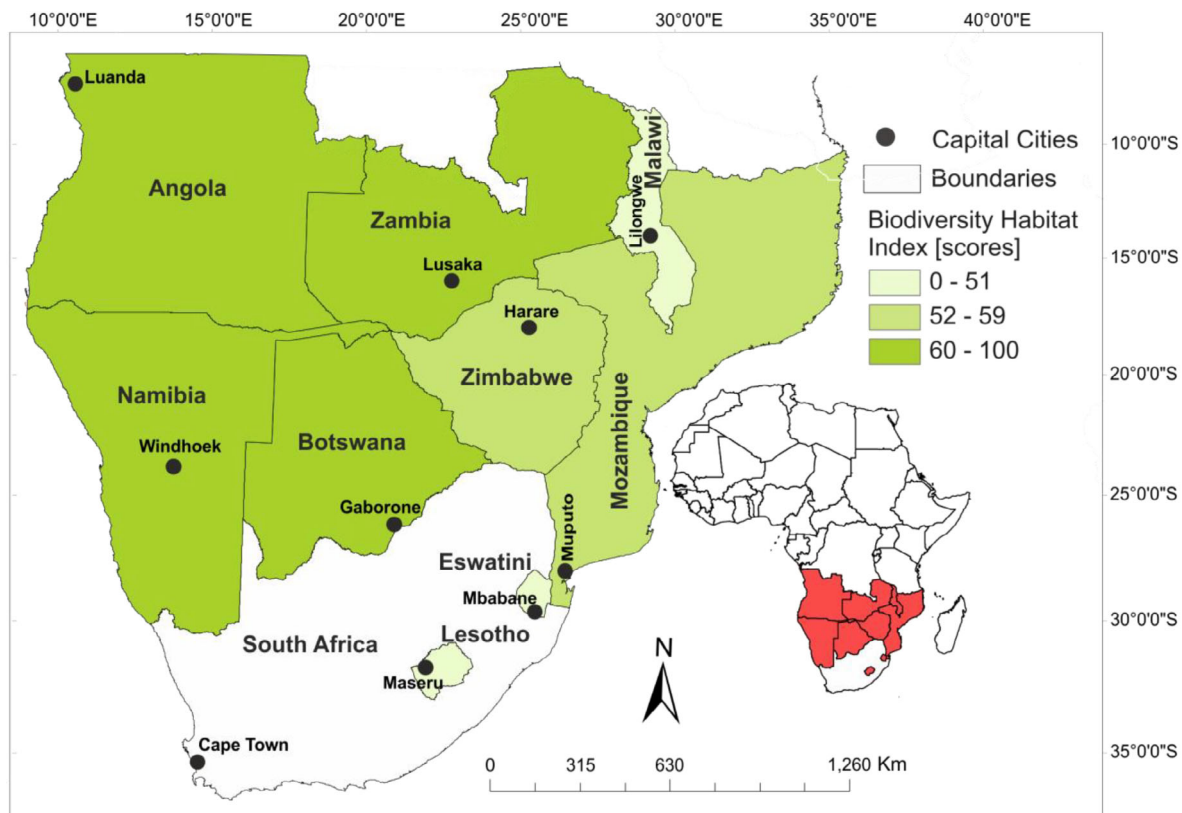 10°0'0"E 15°0'0"E 20°0'0"E 25°0'0"E 30°0'0"E 35°0'0"E 40°0'0"E
Luanda
Angola
Zambia
Lusaka
Malawi
Lilongwe
Harare
Zimbabwe
Mozambique
Namibia
Windhoek
Botswana
Gaborone
Muputo
Eswatini
Mbabane
South Africa
Lesotho
Maseru
Cape Town
Capital Cities
Boundaries
Biodiversity Habitat
Index [scores]
0 - 51
52 - 59
60 - 100
10°0'0"S
15°0'0"S
20°0'0"S
25°0'0"S
30°0'0"S
35°0'0"S
N
0 315 630 1,260 Km